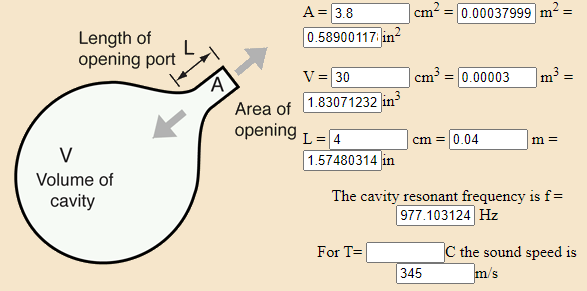 Length of
opening port
L
A
Area of
opening
V
Volume of
cavity
A = 3.8 cm² = 0.00037999 m² =
0.58900117 in²
V = 30 cm³ = 0.00003 m³ =
1.83071232 in³
L = 4 cm = 0.04 m =
1.57480314 in
The cavity resonant frequency is f =
977.103124 Hz
For T= C the sound speed is
345 m/s